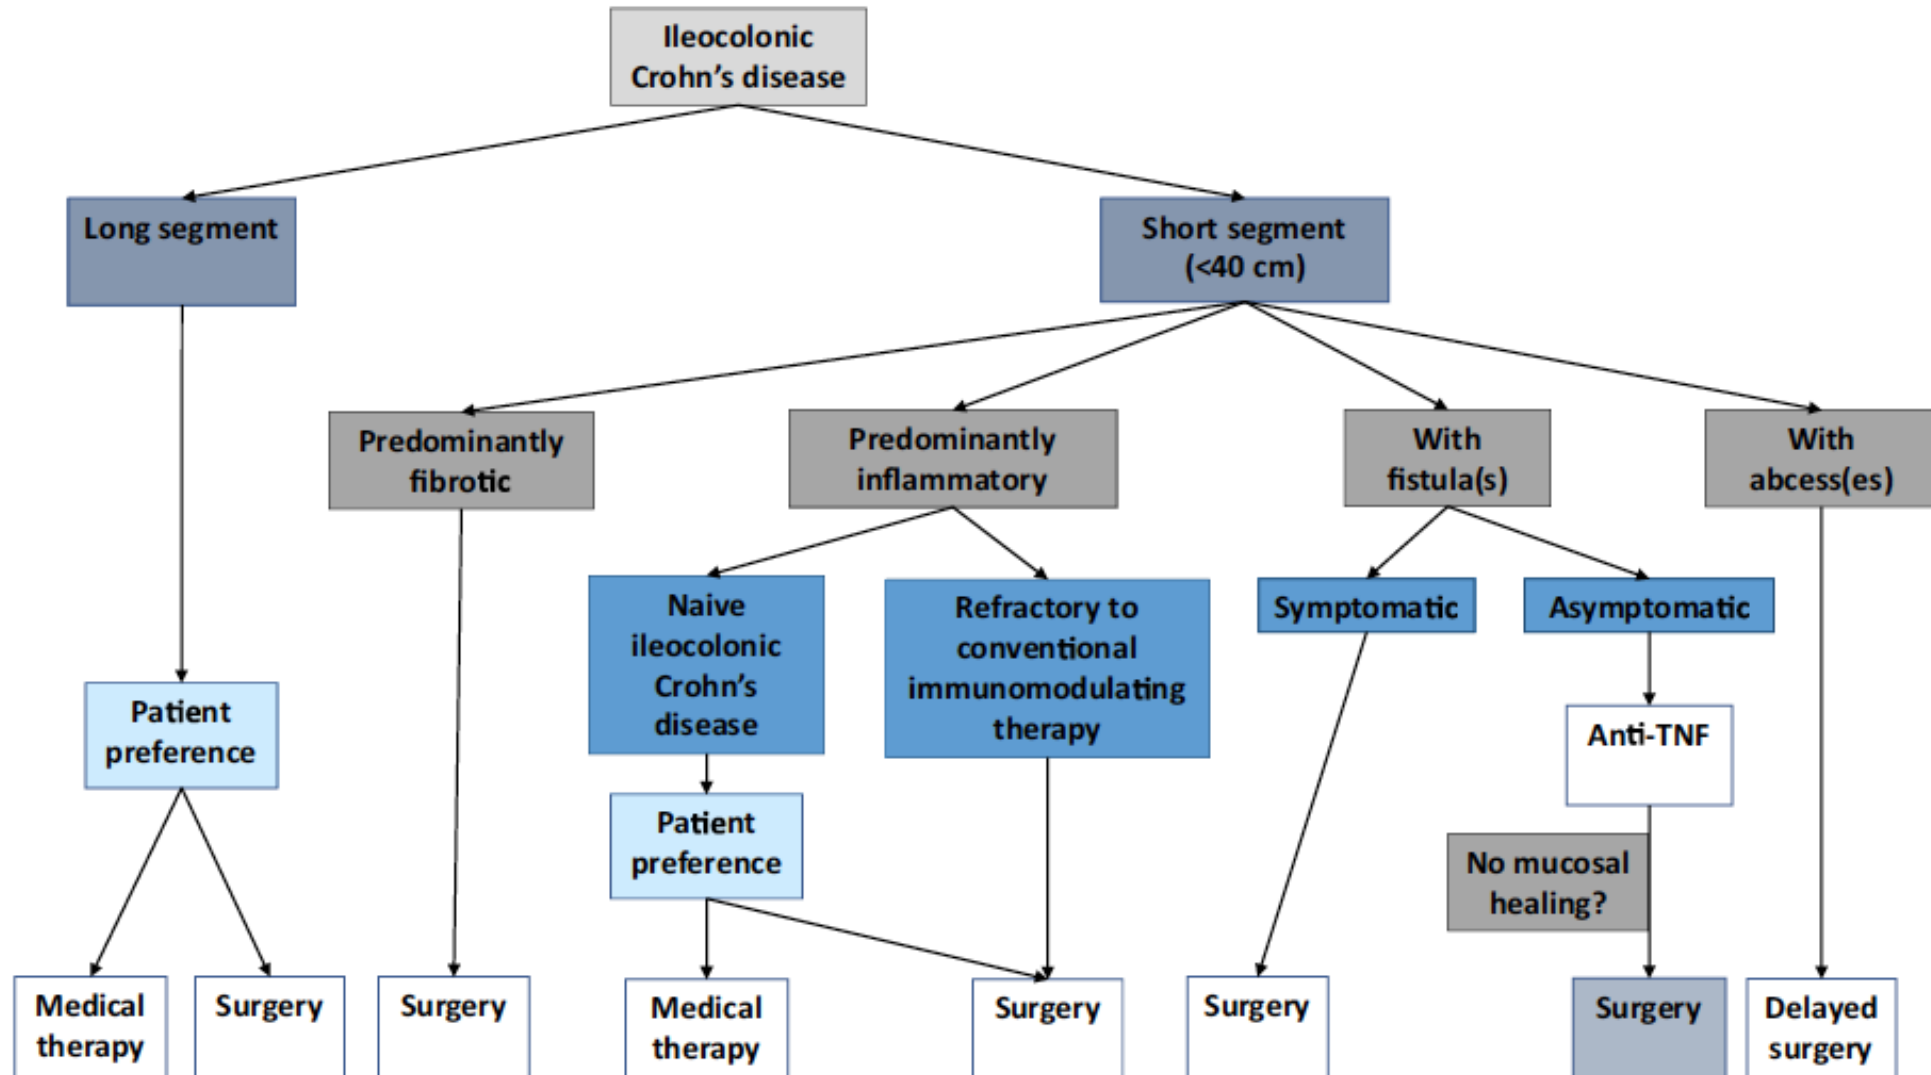 Ileocolonic
Crohn’s disease
Long segment
Short segment
(<40 cm)
Predominantly
fibrotic
Predominantly
inflammatory
With
fistula(s)
With
abcess(es)
Naive
ileocolonic
Crohn’s
disease
Refractory to
conventional
immunomodulating
therapy
Symptomatic
Asymptomatic
Patient
preference
Anti-TNF
Patient
preference
No mucosal
healing?
Medical
therapy
Surgery
Surgery
Medical
therapy
Surgery
Surgery
Surgery
Delayed
surgery